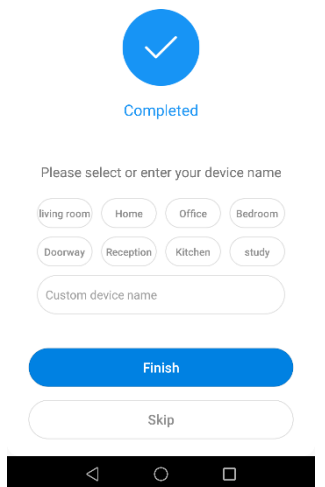 Completed
Please select or enter your device name
living room Home Office Bedroom
Doorway Reception Kitchen study
Custom device name
Finish
Skip